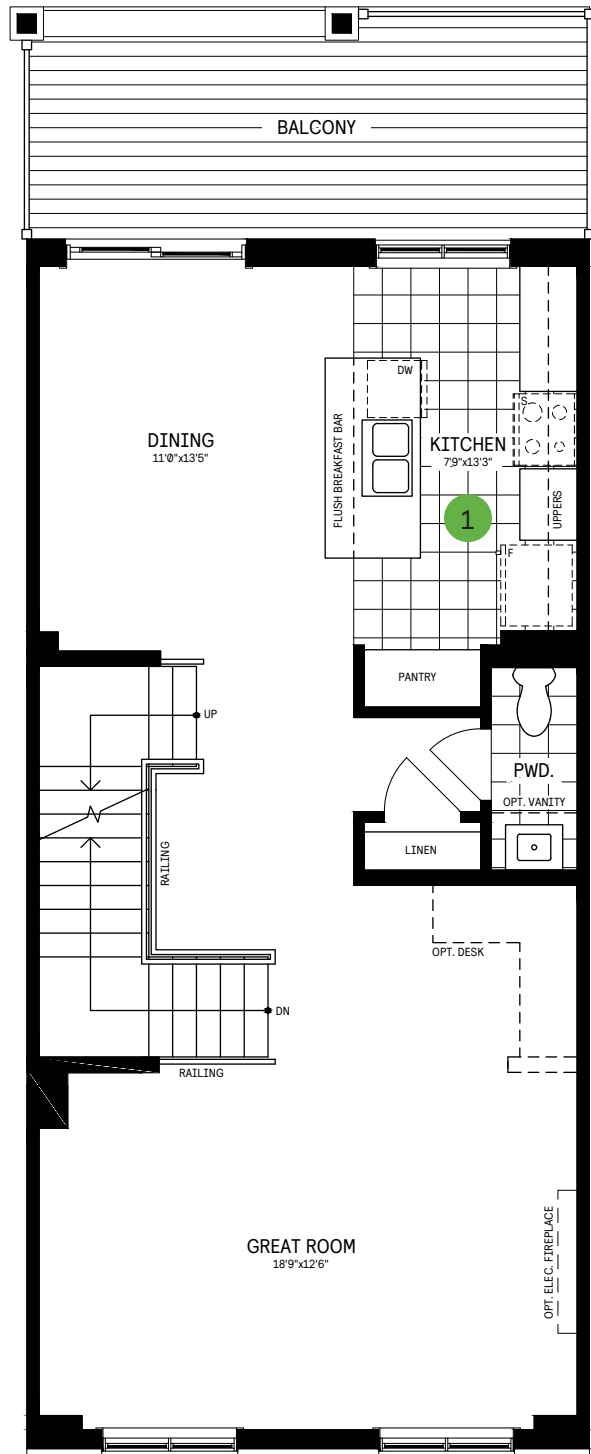 BALCONY
DW
S
DINING
11'0"x13'5"
FLUSH BREAKFAST BAR
KITCHEN
7'9"x13'3"
1
UPPERS
F
PANTRY
UP
PWD.
OPT. VANITY
RAILING
LINEN
OPT. DESK
DN
RAILING
OPT. ELEC. FIREPLACE
GREAT ROOM
18'9"x12'6"